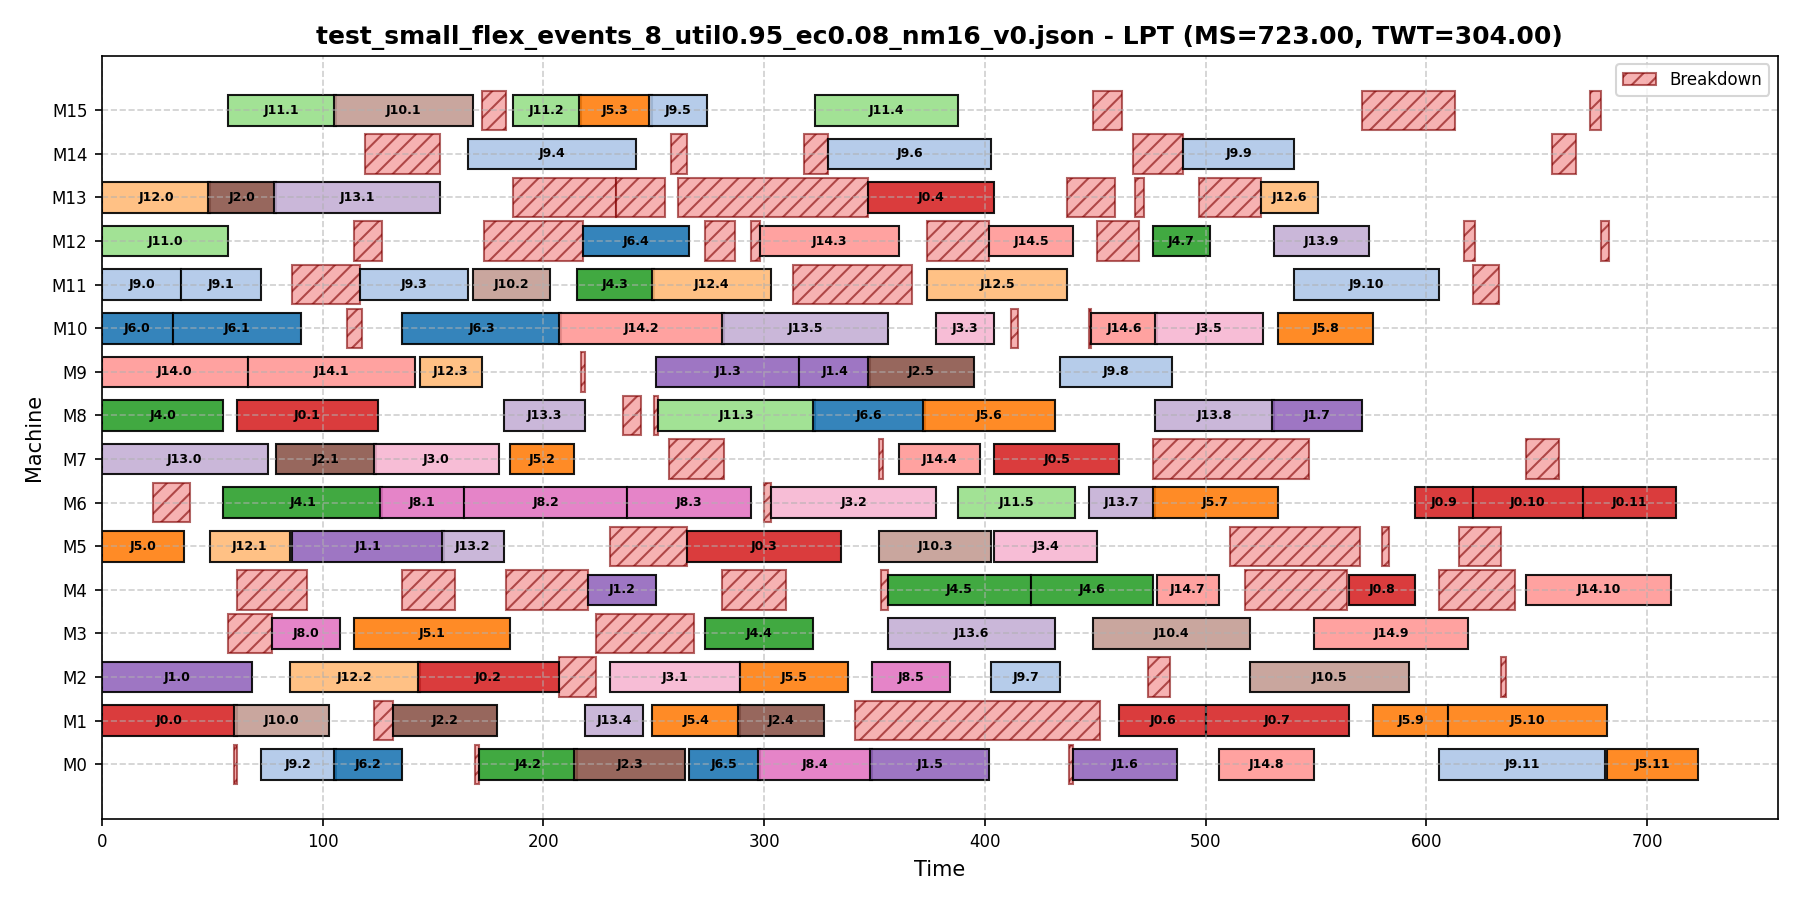 test_small_flex_events_8_util0.95_ec0.08_nm16_v0.json - LPT (MS=723.00, TWT=304.00)
Breakdown
M15 J11.1 J10.1 J11.2 J5.3 J9.5 J11.4
M14 J9.4 J9.6 J9.9
M13 J12.0 J2.0 J13.1 J0.4 J12.6
M12 J11.0 J6.4 J14.3 J14.5 J4.7 J13.9
M11 J9.0 J9.1 J9.3 J10.2 J4.3 J12.4 J12.5 J9.10
M10 J6.0 J6.1 J6.3 J14.2 J13.5 J3.3 J14.6 J3.5 J5.8
M9 J14.0 J14.1 J12.3 J1.3 J1.4 J2.5 J9.8
M8 J4.0 J0.1 J13.3 J11.3 J6.6 J5.6 J13.8 J1.7
M7 J13.0 J2.1 J3.0 J5.2 J14.4 J0.5
M6 J4.1 J8.1 J8.2 J8.3 J3.2 J11.5 J13.7 J5.7 J0.9 J0.10 J0.11
M5 J5.0 J12.1 J1.1 J13.2 J0.3 J10.3 J3.4
M4 J1.2 J4.5 J4.6 J14.7 J0.8 J14.10
M3 J8.0 J5.1 J4.4 J13.6 J10.4 J14.9
M2 J1.0 J12.2 J0.2 J3.1 J5.5 J8.5 J9.7 J10.5
M1 J0.0 J10.0 J2.2 J13.4 J5.4 J2.4 J0.6 J0.7 J5.9 J5.10
M0 J9.2 J6.2 J4.2 J2.3 J6.5 J8.4 J1.5 J1.6 J14.8 J9.11 J5.11
Machine
0 100 200 300 400 500 600 700
Time